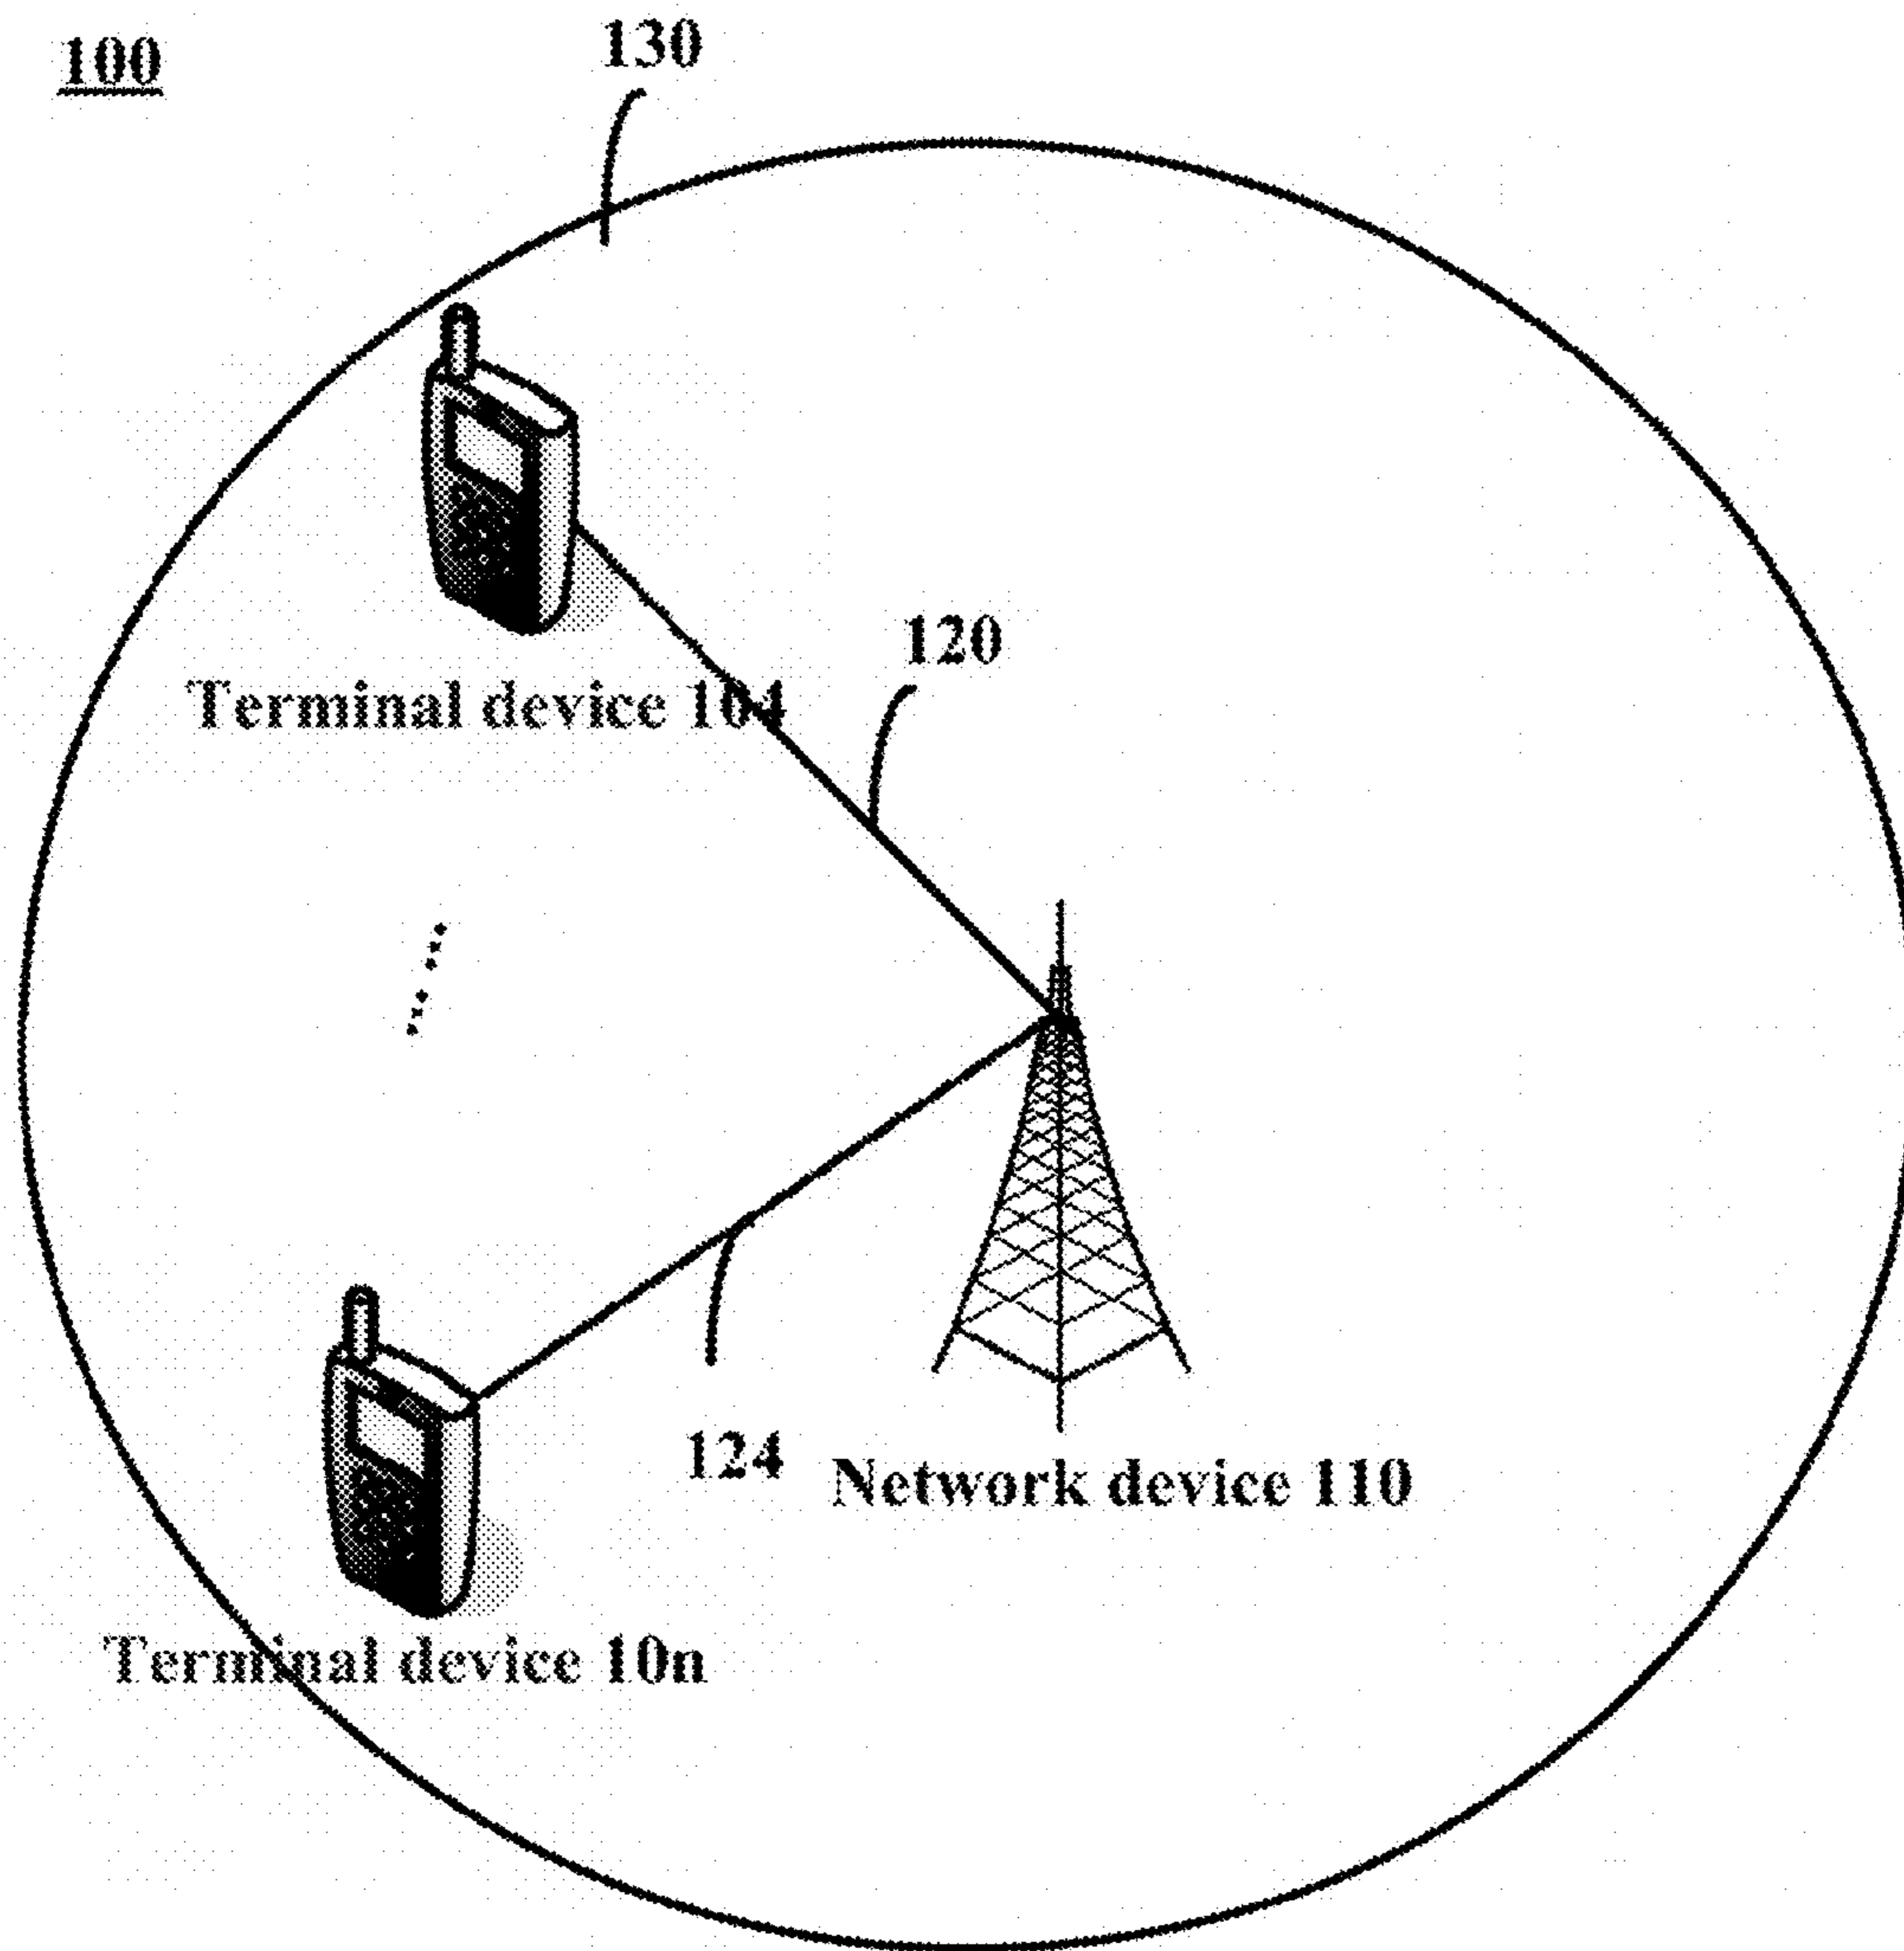 100
130
120
Terminal device 104
124
Network device 110
Terminal device 10n